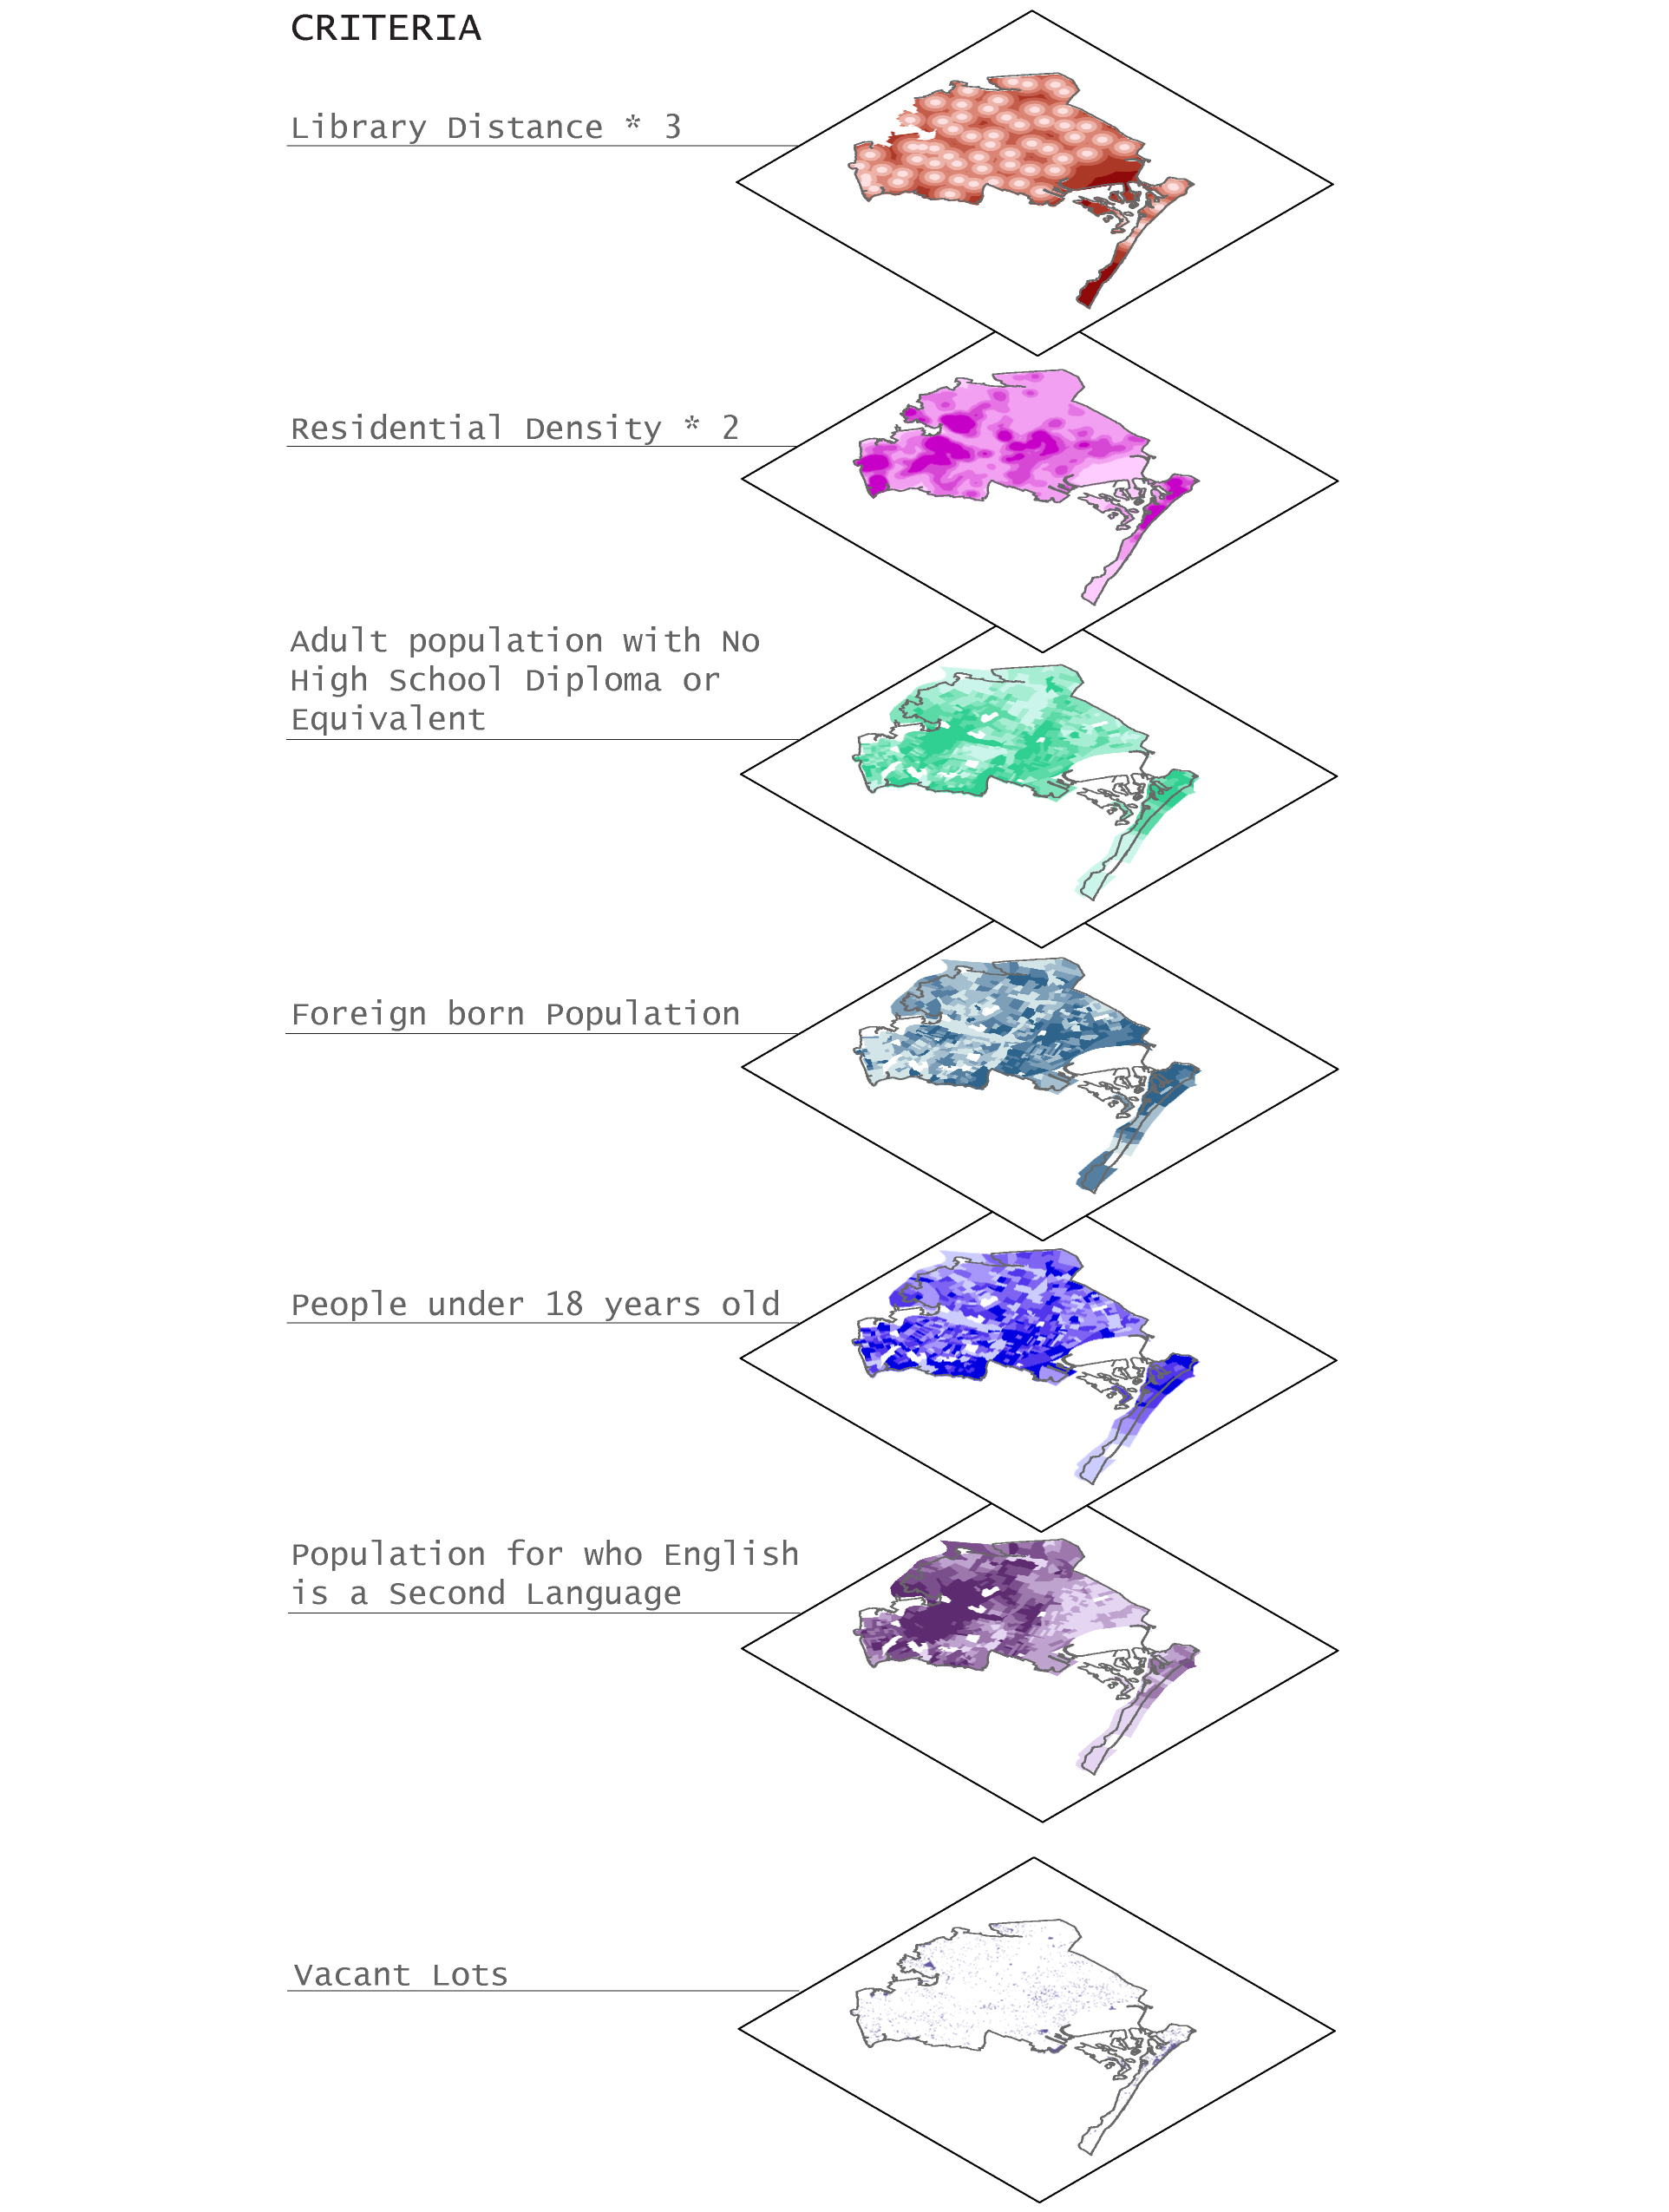 CRITERIA
Library Distance * 3
Residential Density * 2
Adult population with No
High School Diploma or
Equivalent
Foreign born Population
People under 18 years old
Population for who English
is a Second Language
Vacant Lots